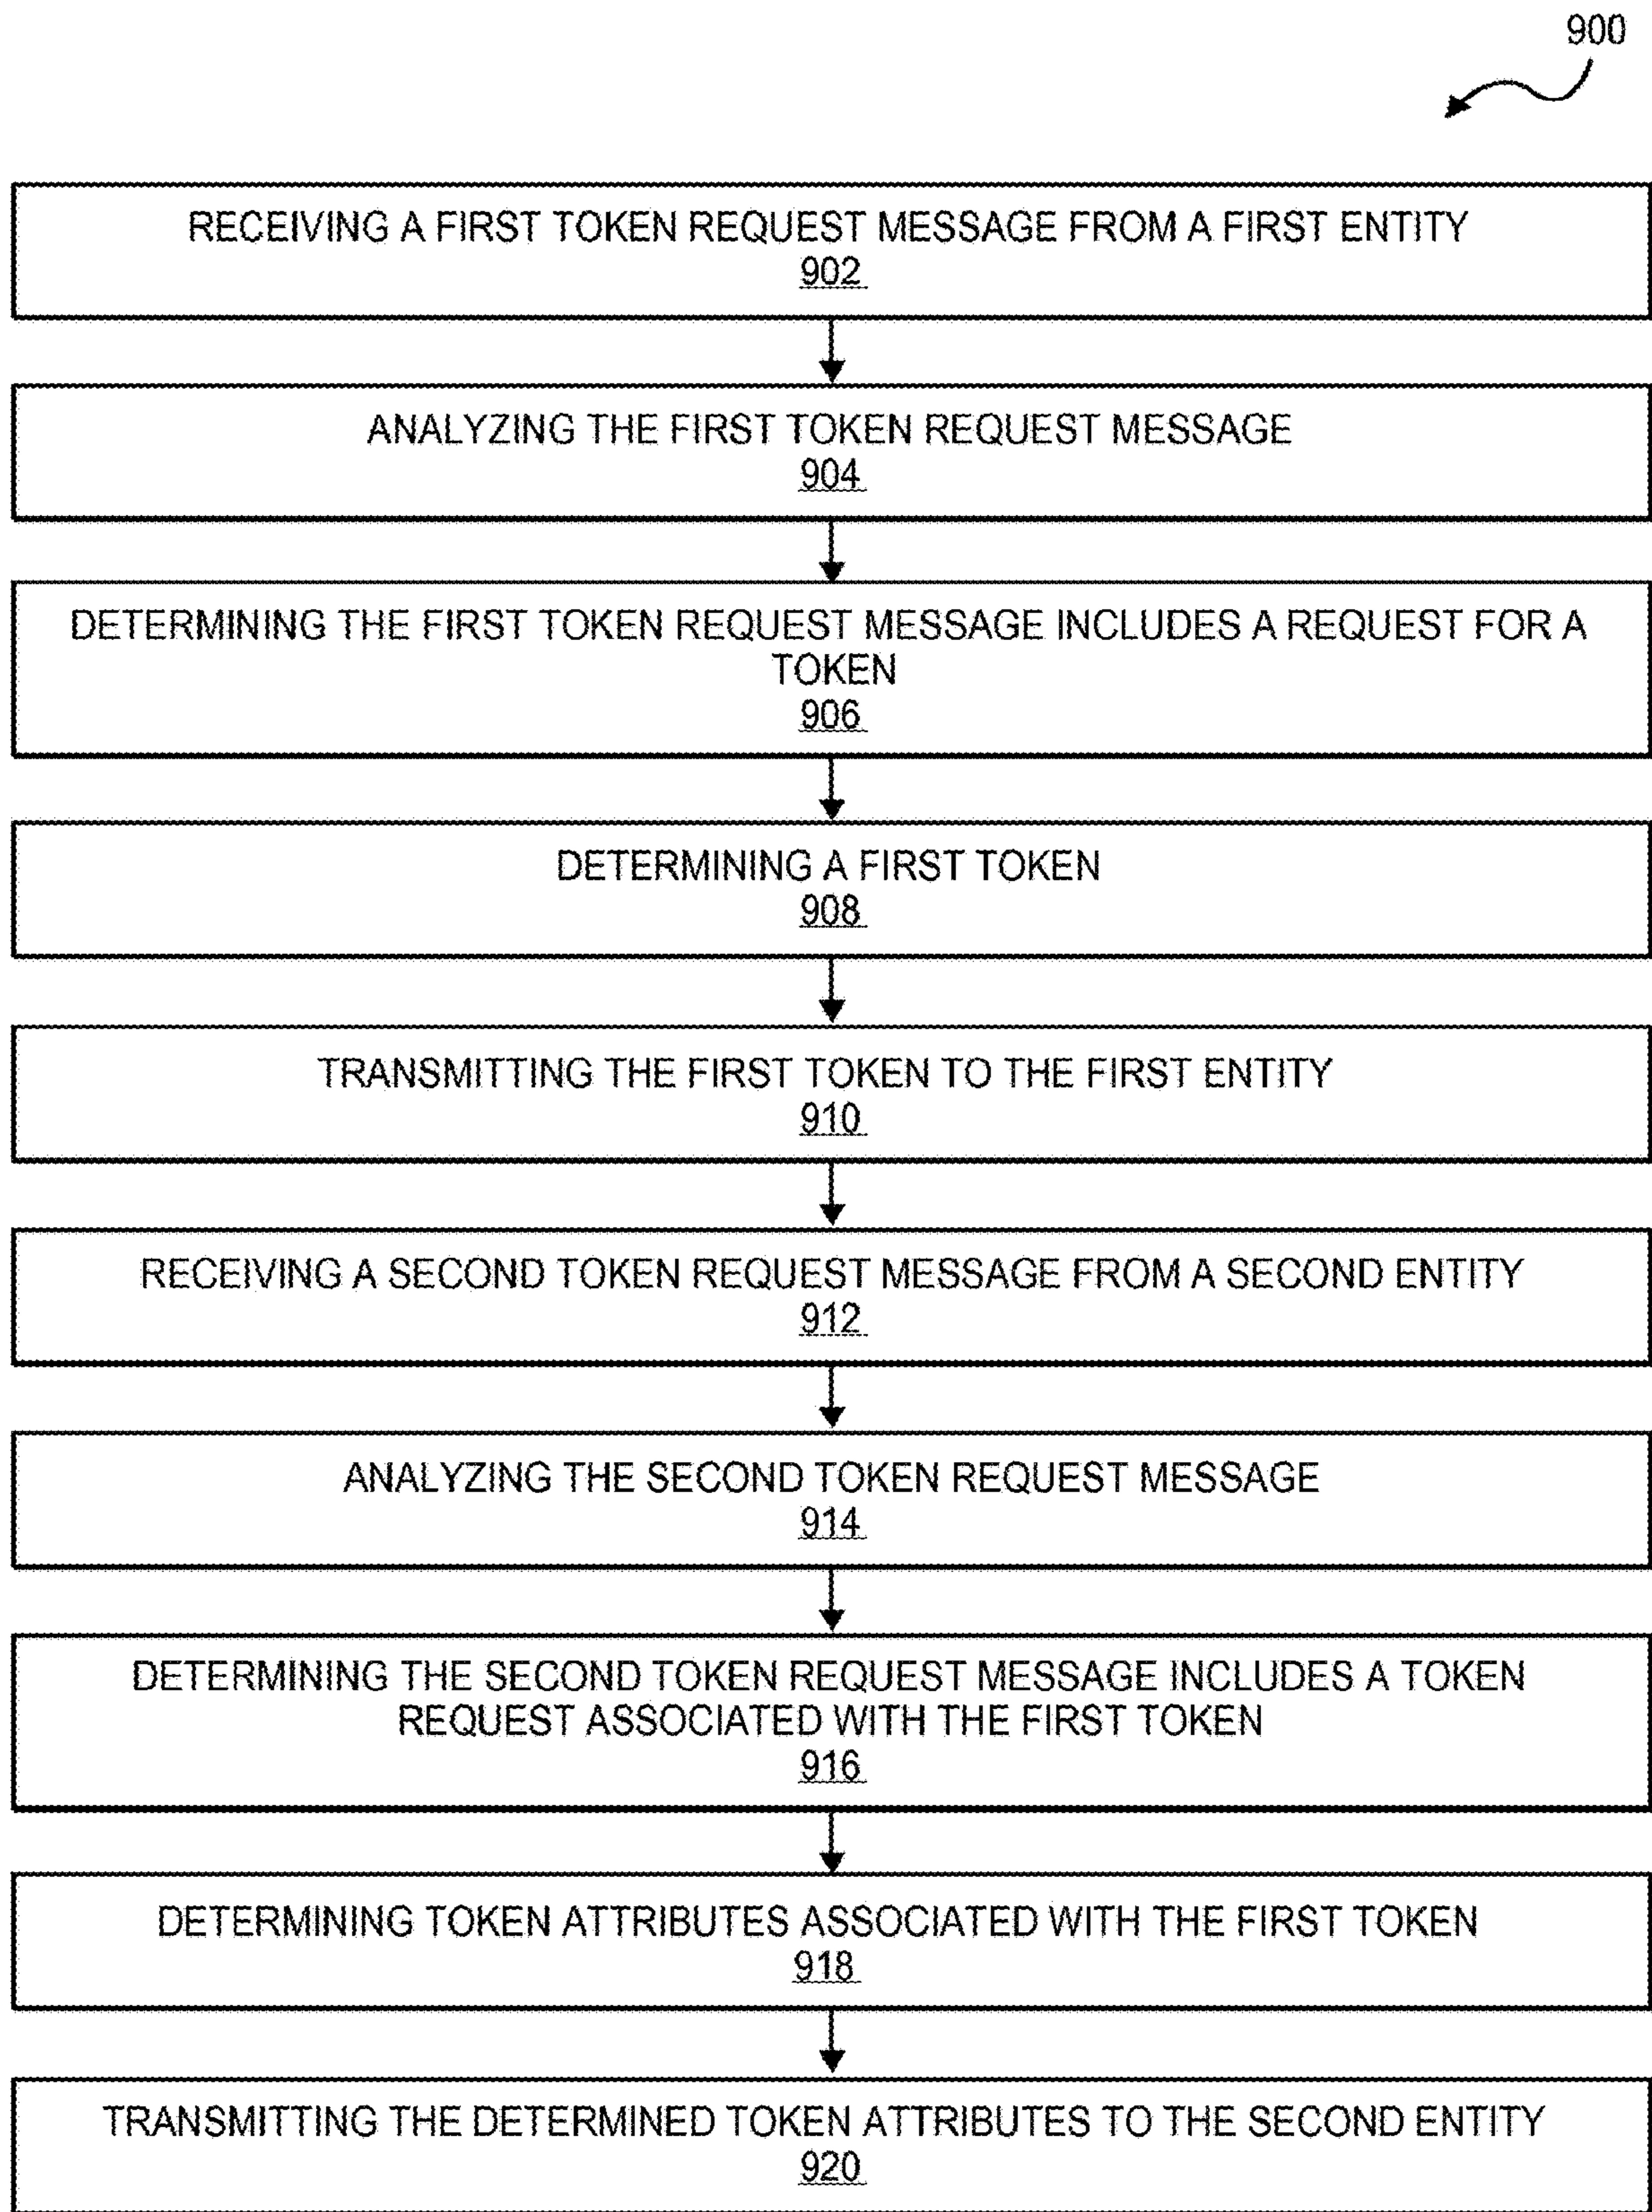 900
RECEIVING A FIRST TOKEN REQUEST MESSAGE FROM A FIRST ENTITY
902
ANALYZING THE FIRST TOKEN REQUEST MESSAGE
904
DETERMINING THE FIRST TOKEN REQUEST MESSAGE INCLUDES A REQUEST FOR A
TOKEN
906
DETERMINING A FIRST TOKEN
908
TRANSMITTING THE FIRST TOKEN TO THE FIRST ENTITY
910
RECEIVING A SECOND TOKEN REQUEST MESSAGE FROM A SECOND ENTITY
912
ANALYZING THE SECOND TOKEN REQUEST MESSAGE
914
DETERMINING THE SECOND TOKEN REQUEST MESSAGE INCLUDES A TOKEN
REQUEST ASSOCIATED WITH THE FIRST TOKEN
916
DETERMINING TOKEN ATTRIBUTES ASSOCIATED WITH THE FIRST TOKEN
918
TRANSMITTING THE DETERMINED TOKEN ATTRIBUTES TO THE SECOND ENTITY
920